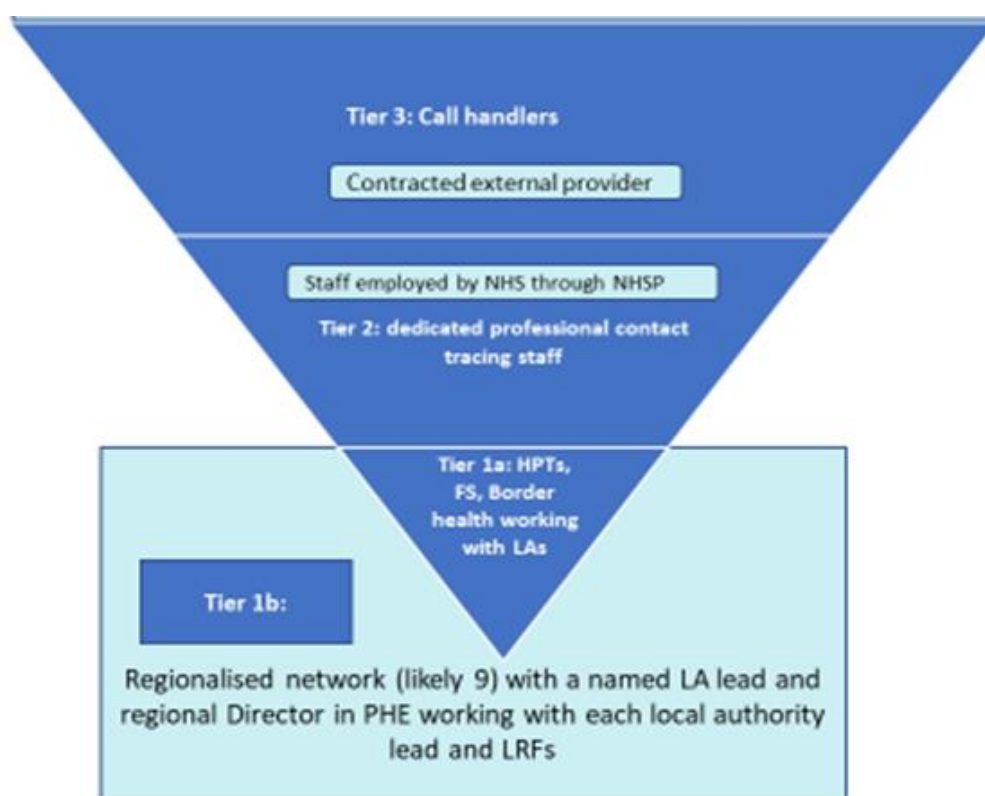 Tier 3: Call handlers
Contracted external provider
Staff employed by NHS through NHSP
Tier 2: dedicated professional contact
tracing staff
Tier 1a: HPTs,
FS, Border
health working
with LAs
Tier 1b:
Regionalised network (likely 9) with a named LA lead and
regional Director in PHE working with each local authority
lead and LRFs